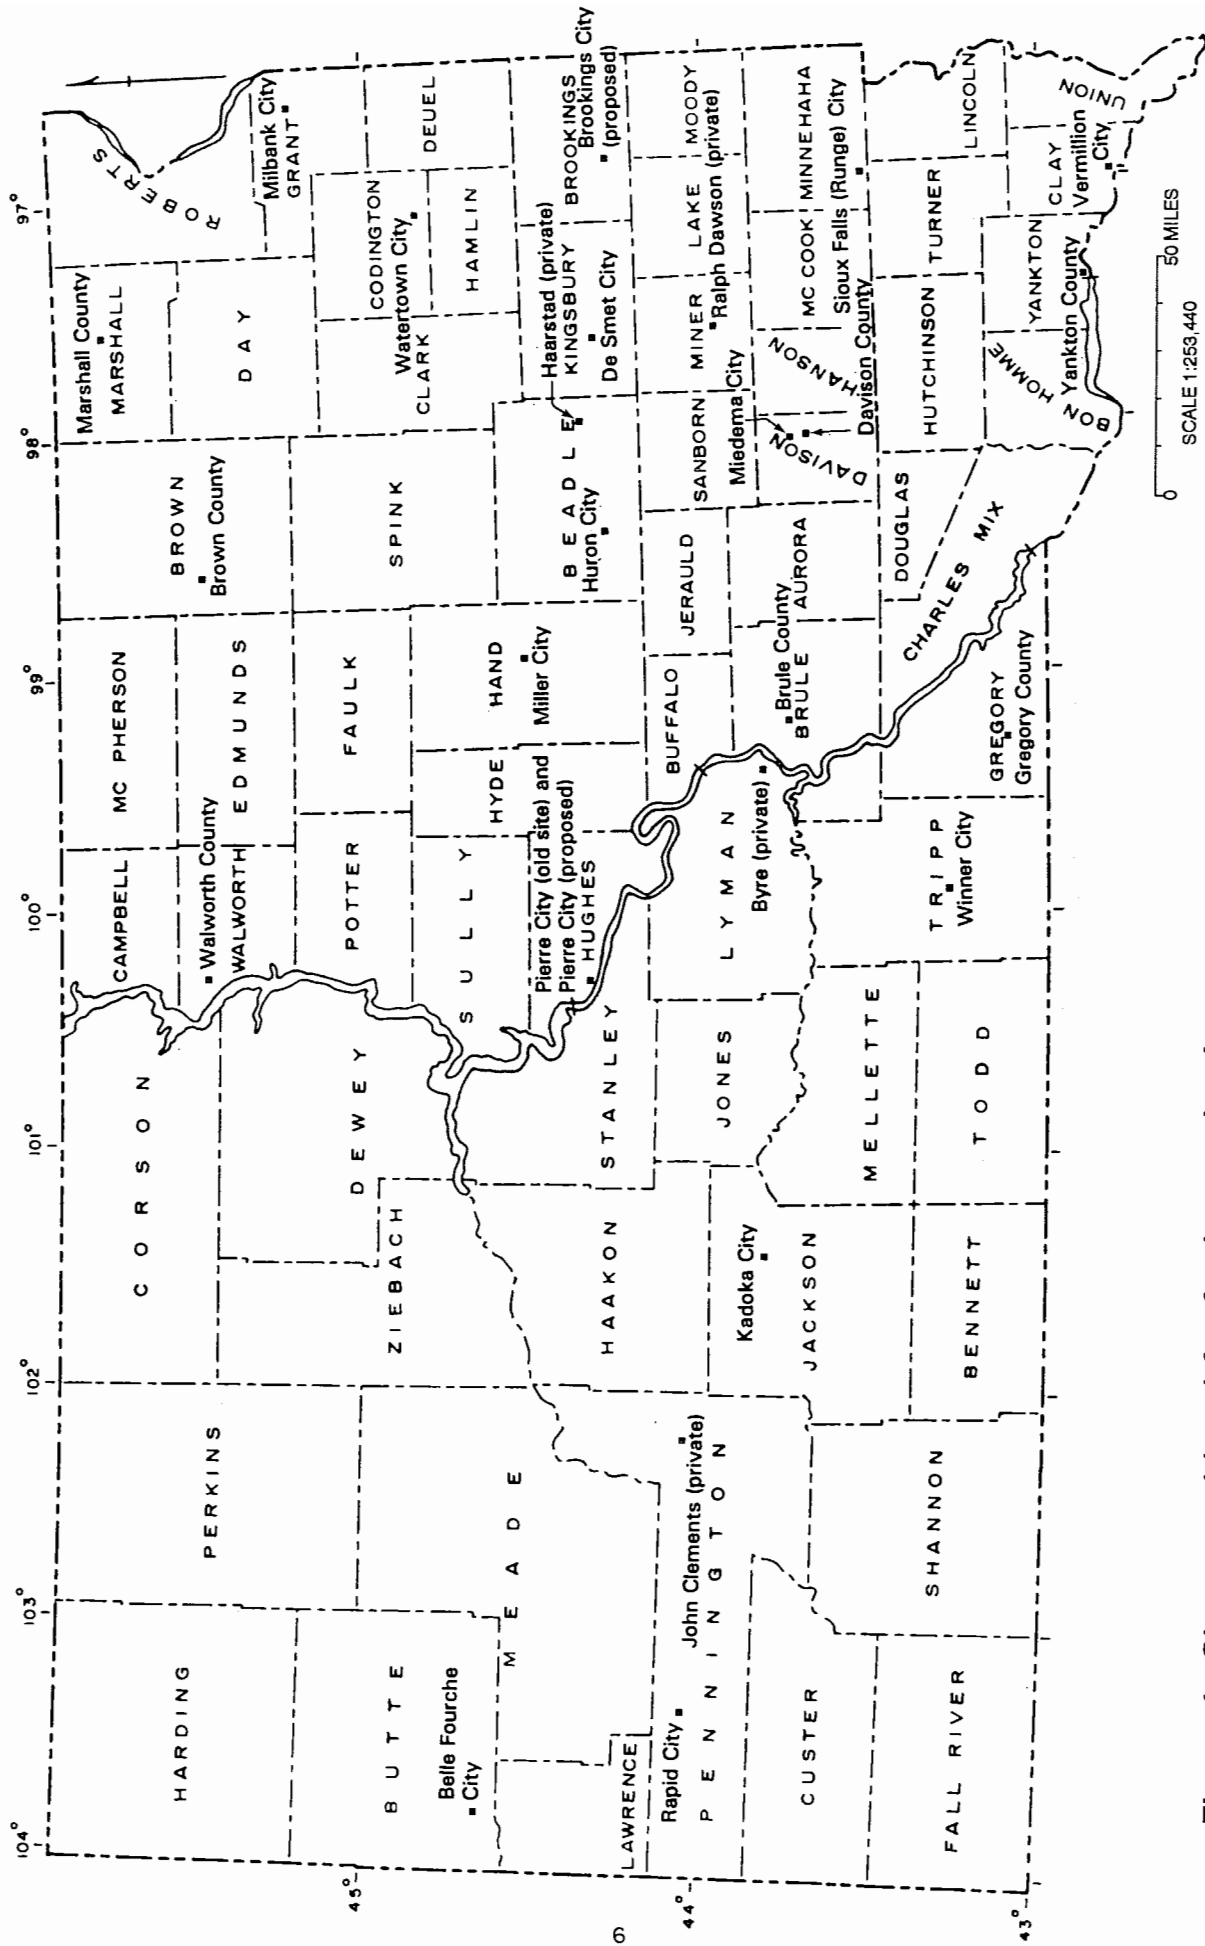 104°
103°
102°
101°
100°
99°
98°
97°
45°
44°
43°
HARDING
PERKINS
CORSON
CAMPBELL
MC PHERSON
BROWN
Brown County
Marshall County
MARSHALL
ROBERTS
WALWORTH
Walworth County
EDMUNDS
DAY
Milbank City
GRANT
BUTTE
Belle Fourche
City
ZIEBACH
DEWEY
POTTER
FAULK
SPINK
CLARK
CODINGTON
Watertown City
DEUEL
HAMLIN
MEADE
SULLY
HYDE
HAND
Miller City
BEADLE
Huron City
Haarstad (private)
KINGSBURY
De Smet City
BROOKINGS
Brookings City
(proposed)
LAWRENCE
HAAKON
STANLEY
Pierre City (old site) and
Pierre City (proposed)
HUGHES
Rapid City
PENNINGTON
John Clements (private)
Kadoka City
JACKSON
JONES
LYMAN
Byre (private)
BUFFALO
JERAULD
SANBORN
MINER
Ralph Dawson (private)
LAKE
MOODY
Brule County
BRULE
AURORA
Miedema City
DAVISON
Davison County
HANSON
MC COOK
MINNEHAHA
Sioux Falls (Runge) City
CUSTER
SHANNON
BENNETT
MELLETTE
TODD
TRIPP
Winner City
GREGORY
Gregory County
CHARLES MIX
DOUGLAS
HUTCHINSON
TURNER
LINCOLN
FALL RIVER
BON HOMME
YANKTON
Yankton County
CLAY
Vermillion
City
UNION
0
50 MILES
SCALE 1:253,440
6